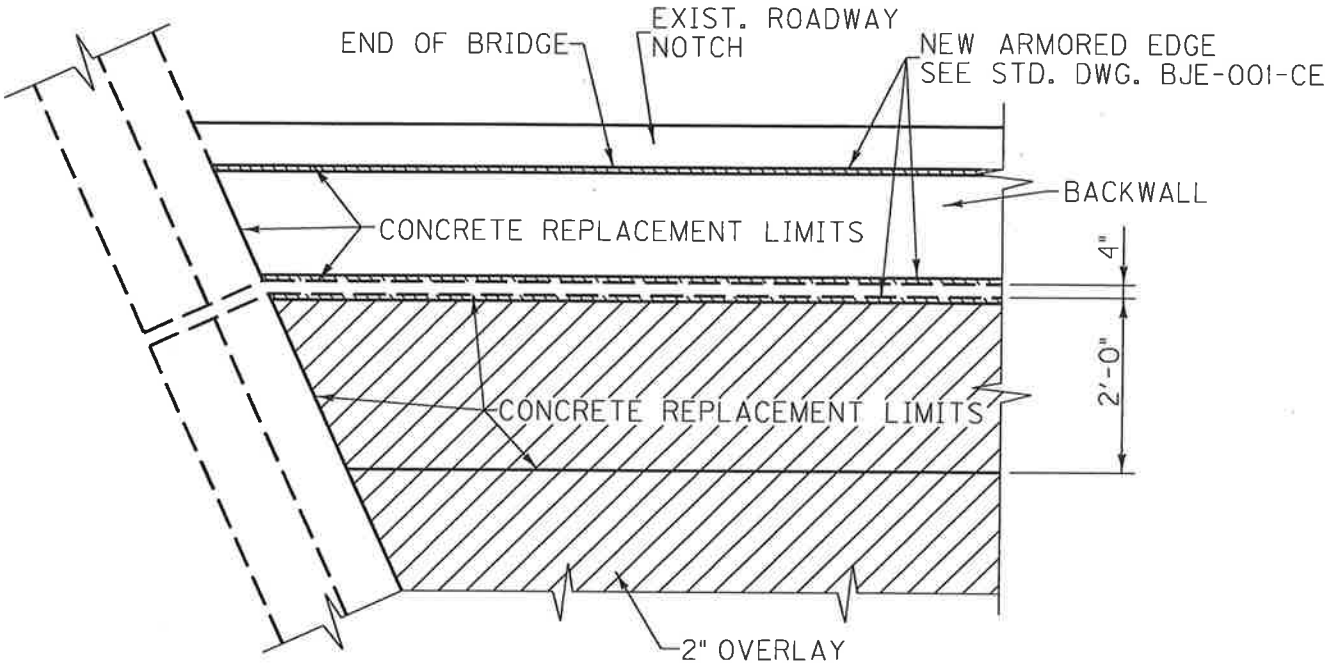 EXIST. ROADWAY
NOTCH
END OF BRIDGE
NEW ARMORED EDGE
SEE STD. DWG. BJE-001-CE
BACKWALL
CONCRETE REPLACEMENT LIMITS
4"
2'-0"
CONCRETE REPLACEMENT LIMITS
2" OVERLAY